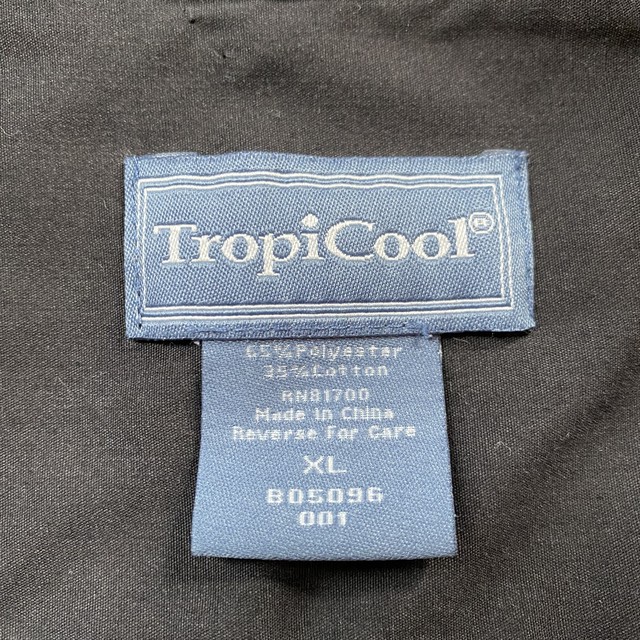 TropiCool®
65% Polyester
35% Cotton
RN81700
Made in China
Reverse For Care
XL
B05096
001